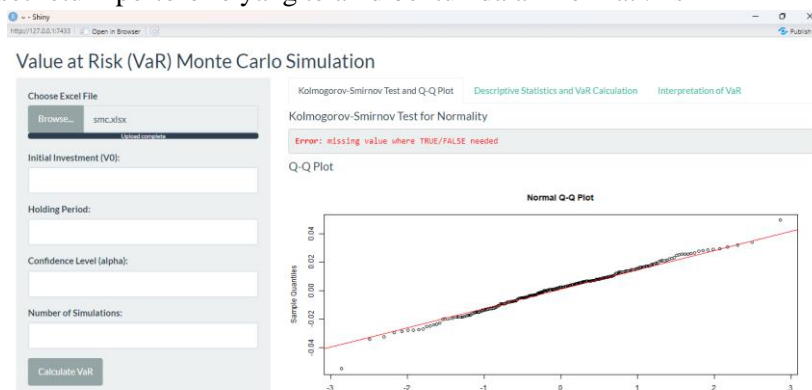 ~ - Shiny
http://127.0.0.1:7433 Open in Browser
Publish
Value at Risk (VaR) Monte Carlo Simulation
Choose Excel File
Browse... smc.xlsx
Upload complete
Initial Investment (V0):
Holding Period:
Confidence Level (alpha):
Number of Simulations:
Calculate VaR
Kolmogorov-Smirnov Test and Q-Q Plot Descriptive Statistics and VaR Calculation Interpretation of VaR
Kolmogorov-Smirnov Test for Normality
Error: missing value where TRUE/FALSE needed
Q-Q Plot
Normal Q-Q Plot
Sample Quantiles
0.04
0.02
0.00
-0.02
-0.04
-3 -2 -1 0 1 2 3